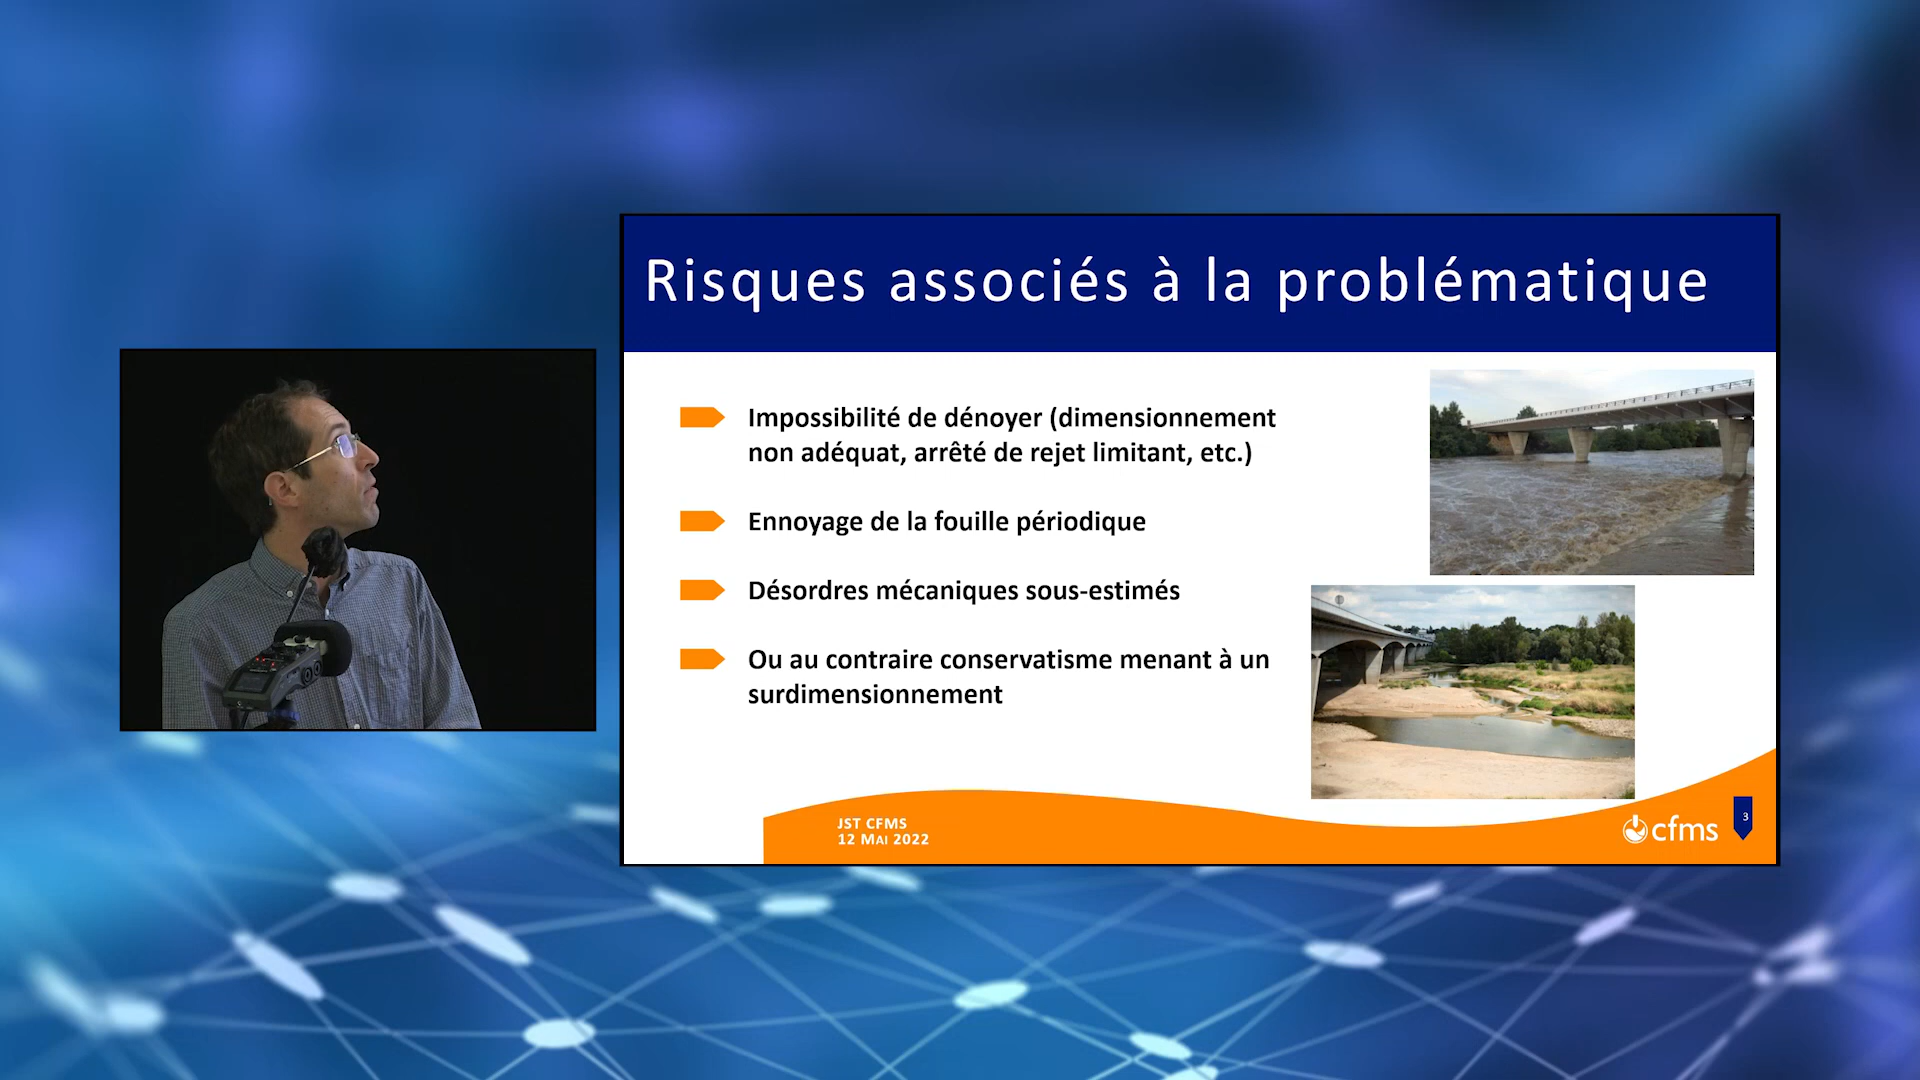 Risques associés à la problématique
Impossibilité de dénoyer (dimensionnement
non adéquat, arrêté de rejet limitant, etc.)
Ennoyage de la fouille périodique
Désordres mécaniques sous-estimés
Ou au contraire conservatisme menant à un
surdimensionnement
JST CFMS
12 MAI 2022
cfms
3